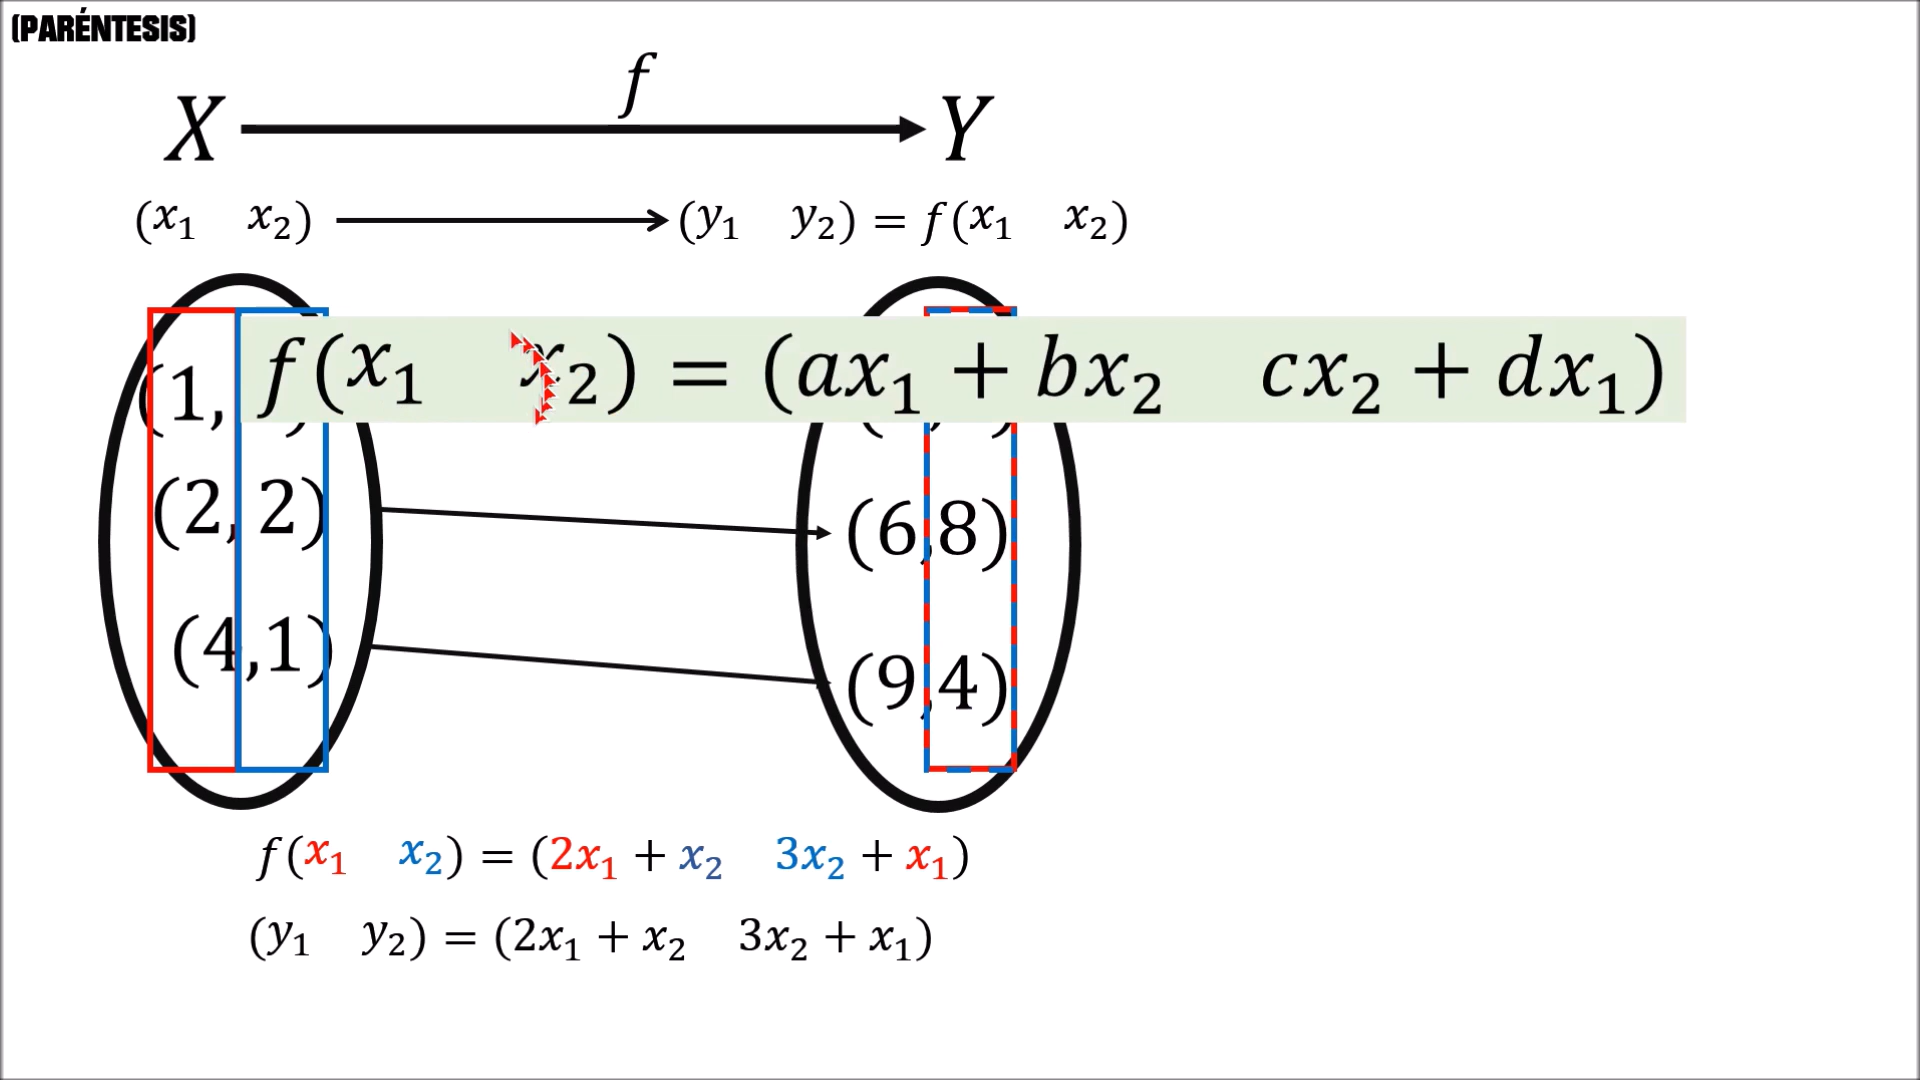 (PARÉNTESIS)
f
X Y
(x₁ x₂) (y₁ y₂) = f(x₁ x₂)
f(x₁ x₂) = (ax₁ + bx₂ cx₂ + dx₁)
(1,
(2, 2) (6,8)
(4,1) (9,4)
f(x₁ x₂) = (2x₁ + x₂ 3x₂ + x₁)
(y₁ y₂) = (2x₁ + x₂ 3x₂ + x₁)